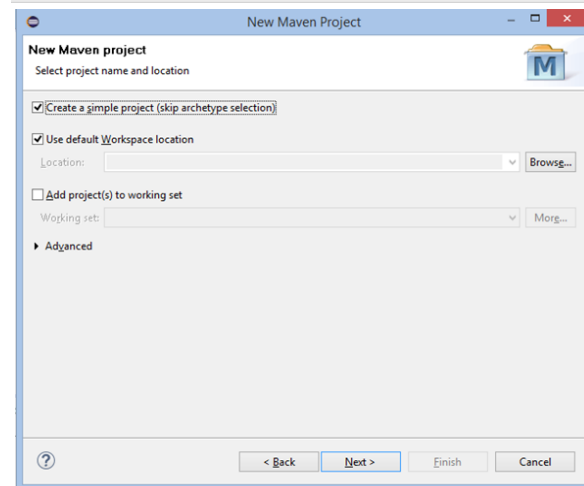 New Maven Project
New Maven project
Select project name and location
M
Create a simple project (skip archetype selection)
Use default Workspace location
Location:
Browse...
Add project(s) to working set
Working set:
More...
Advanced
?
< Back
Next >
Finish
Cancel